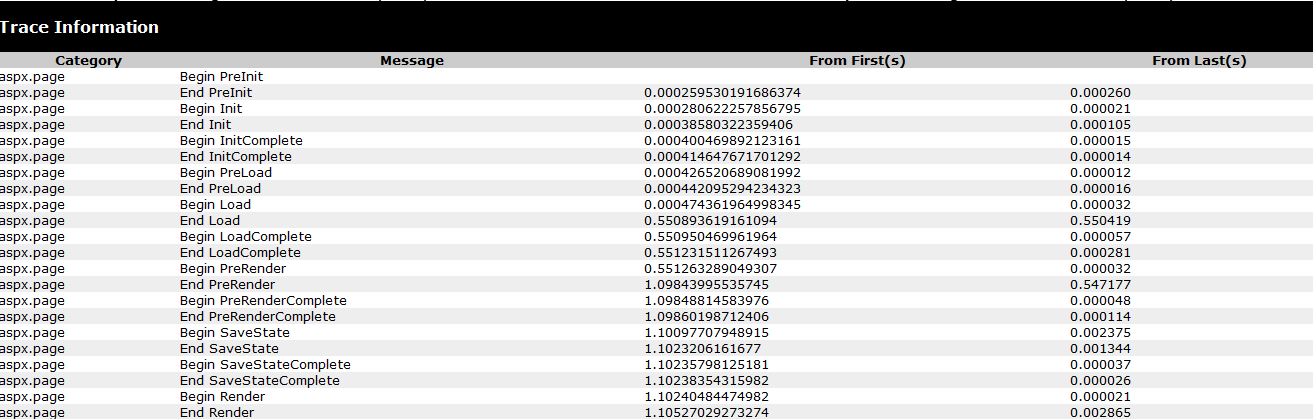 Trace Information
Category Message From First(s) From Last(s)
aspx.page Begin PreInit
aspx.page End PreInit 0.000259530191686374 0.000260
aspx.page Begin Init 0.000280622257856795 0.000021
aspx.page End Init 0.00038580322359406 0.000105
aspx.page Begin InitComplete 0.000400469892123161 0.000015
aspx.page End InitComplete 0.000414647671701292 0.000014
aspx.page Begin PreLoad 0.000426520689081992 0.000012
aspx.page End PreLoad 0.000442095294234323 0.000016
aspx.page Begin Load 0.000474361964998345 0.000032
aspx.page End Load 0.550893619161094 0.550419
aspx.page Begin LoadComplete 0.550950469961964 0.000057
aspx.page End LoadComplete 0.551231511267493 0.000281
aspx.page Begin PreRender 0.551263289049307 0.000032
aspx.page End PreRender 1.09843995535745 0.547177
aspx.page Begin PreRenderComplete 1.09848814583976 0.000048
aspx.page End PreRenderComplete 1.09860198712406 0.000114
aspx.page Begin SaveState 1.10097707948915 0.002375
aspx.page End SaveState 1.1023206161677 0.001344
aspx.page Begin SaveStateComplete 1.10235798125181 0.000037
aspx.page End SaveStateComplete 1.10238354315982 0.000026
aspx.page Begin Render 1.10240484474982 0.000021
aspx.page End Render 1.10527029273274 0.002865